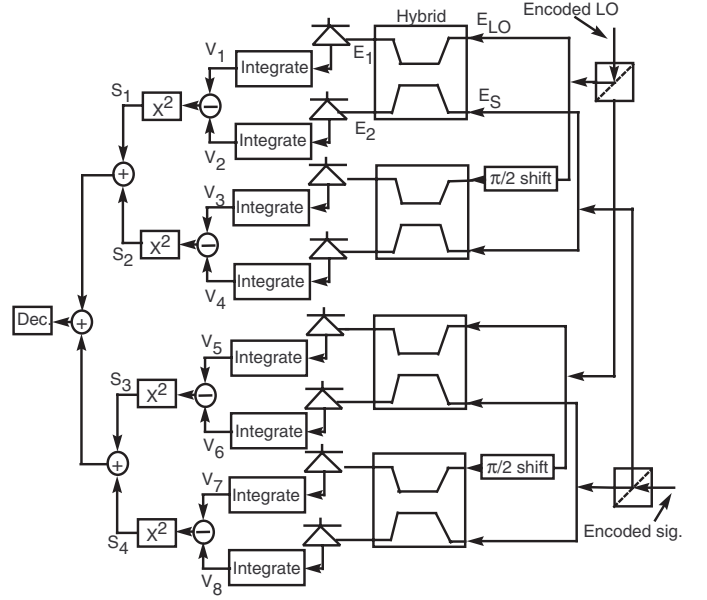 Encoded LO
Hybrid
E_LO
V_1
Integrate
E_1
S_1
X^2
−
E_S
V_2
Integrate
E_2
+
V_3
Integrate
π/2 shift
S_2
X^2
−
V_4
Integrate
Dec.
+
V_5
Integrate
S_3
X^2
−
V_6
Integrate
+
V_7
Integrate
π/2 shift
S_4
X^2
−
Encoded sig.
V_8
Integrate